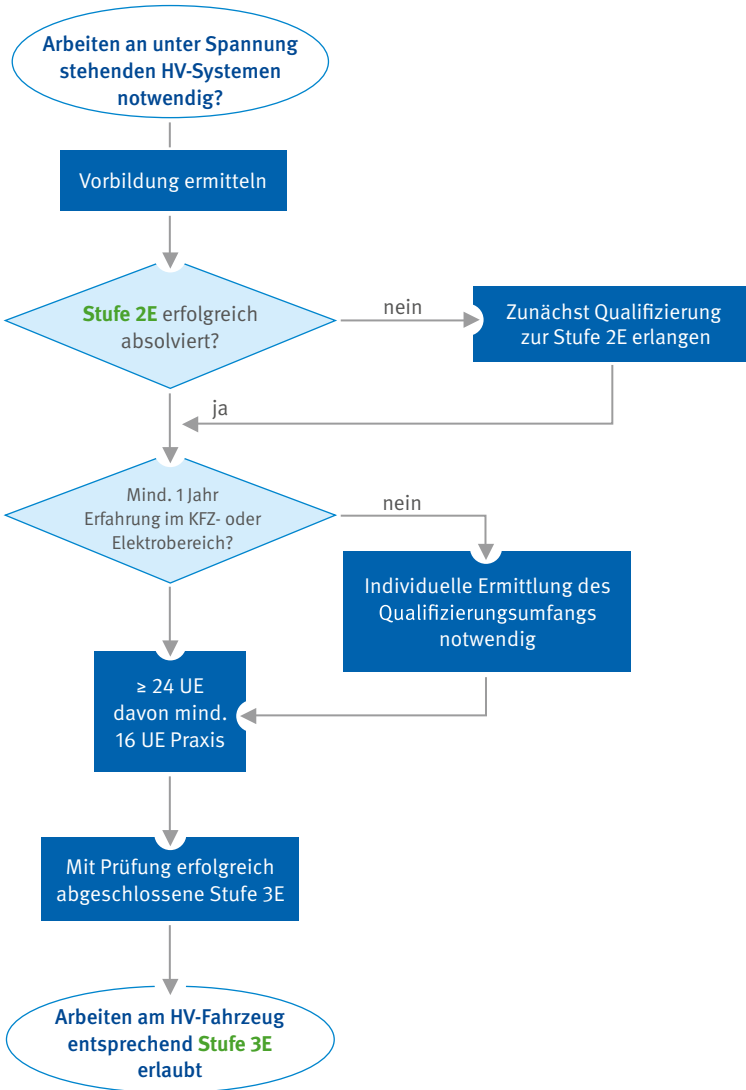 Arbeiten an unter Spannung
stehenden HV-Systemen
notwendig?
Vorbildung ermitteln
Stufe 2E erfolgreich
absolviert?
nein
Zunächst Qualifizierung
zur Stufe 2E erlangen
ja
Mind. 1 Jahr
Erfahrung im KFZ- oder
Elektrobereich?
nein
Individuelle Ermittlung des
Qualifizierungsumfangs
notwendig
≥ 24 UE
davon mind.
16 UE Praxis
Mit Prüfung erfolgreich
abgeschlossene Stufe 3E
Arbeiten am HV-Fahrzeug
entsprechend Stufe 3E
erlaubt